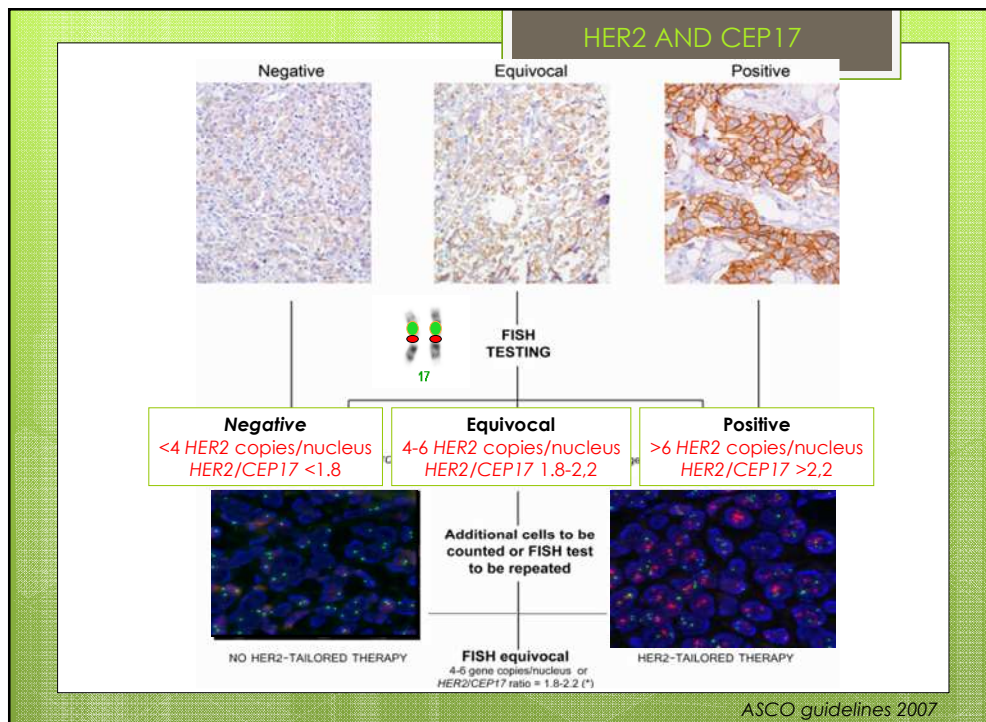 HER2 AND CEP17
Negative
Equivocal
Positive
FISH
TESTING
17
Negative
<4 HER2 copies/nucleus
HER2/CEP17 <1.8
Equivocal
4-6 HER2 copies/nucleus
HER2/CEP17 1.8-2,2
Positive
>6 HER2 copies/nucleus
HER2/CEP17 >2,2
Additional cells to be
counted or FISH test
to be repeated
NO HER2-TAILORED THERAPY
FISH equivocal
4-6 gene copies/nucleus or
HER2/CEP17 ratio = 1.8-2.2 (*)
HER2-TAILORED THERAPY
ASCO guidelines 2007